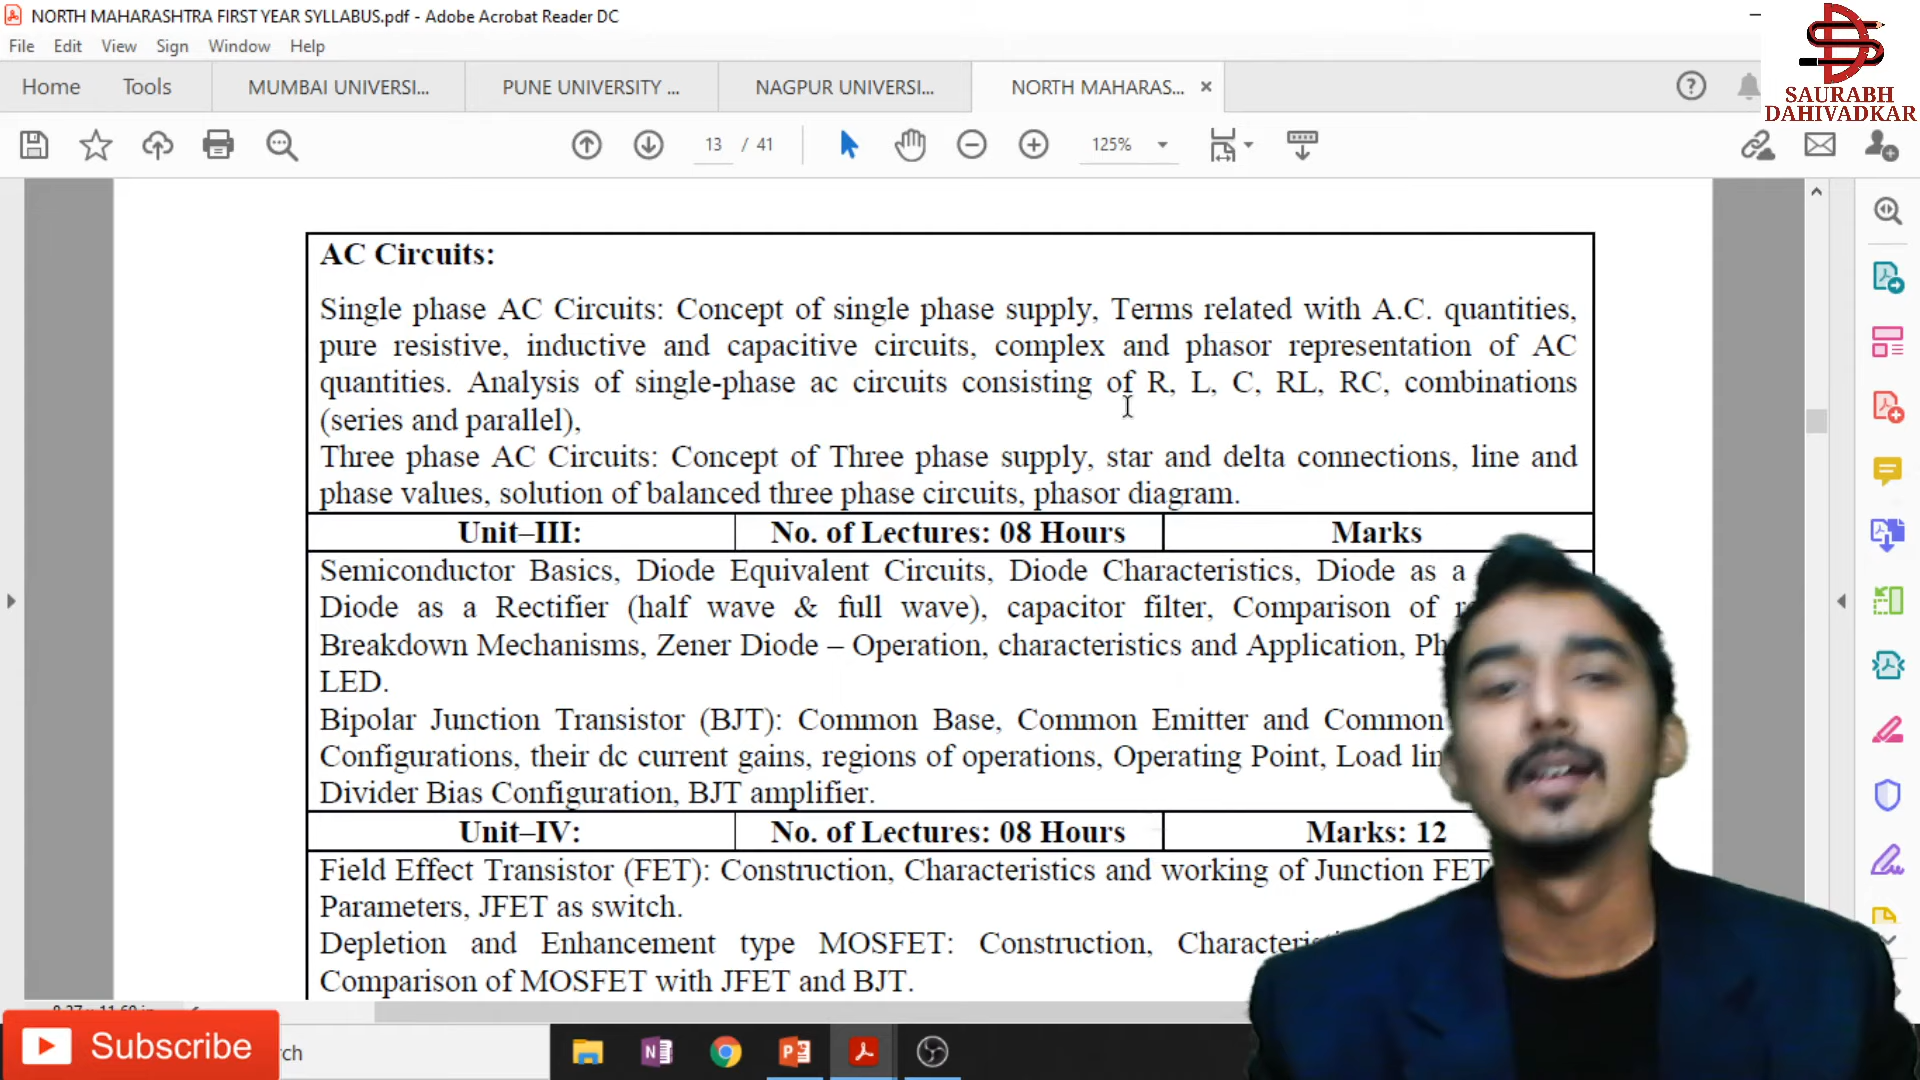 NORTH MAHARASHTRA FIRST YEAR SYLLABUS.pdf - Adobe Acrobat Reader DC
File Edit View Sign Window Help
Home Tools MUMBAI UNIVERSI... PUNE UNIVERSITY ... NAGPUR UNIVERSI... NORTH MAHARAS...
SAURABH
DAHIVADKAR
13 / 41 125%
AC Circuits:
Single phase AC Circuits: Concept of single phase supply, Terms related with A.C. quantities,
pure resistive, inductive and capacitive circuits, complex and phasor representation of AC
quantities. Analysis of single-phase ac circuits consisting of R, L, C, RL, RC, combinations
(series and parallel),
Three phase AC Circuits: Concept of Three phase supply, star and delta connections, line and
phase values, solution of balanced three phase circuits, phasor diagram.
Unit–III: No. of Lectures: 08 Hours Marks
Semiconductor Basics, Diode Equivalent Circuits, Diode Characteristics, Diode as a
Diode as a Rectifier (half wave & full wave), capacitor filter, Comparison of
Breakdown Mechanisms, Zener Diode – Operation, characteristics and Application,
LED.
Bipolar Junction Transistor (BJT): Common Base, Common Emitter and Common
Configurations, their dc current gains, regions of operations, Operating Point, Load
Divider Bias Configuration, BJT amplifier.
Unit–IV: No. of Lectures: 08 Hours Marks: 12
Field Effect Transistor (FET): Construction, Characteristics and working of Junction FET
Parameters, JFET as switch.
Depletion and Enhancement type MOSFET: Construction,
Comparison of MOSFET with JFET and BJT.
Subscribe